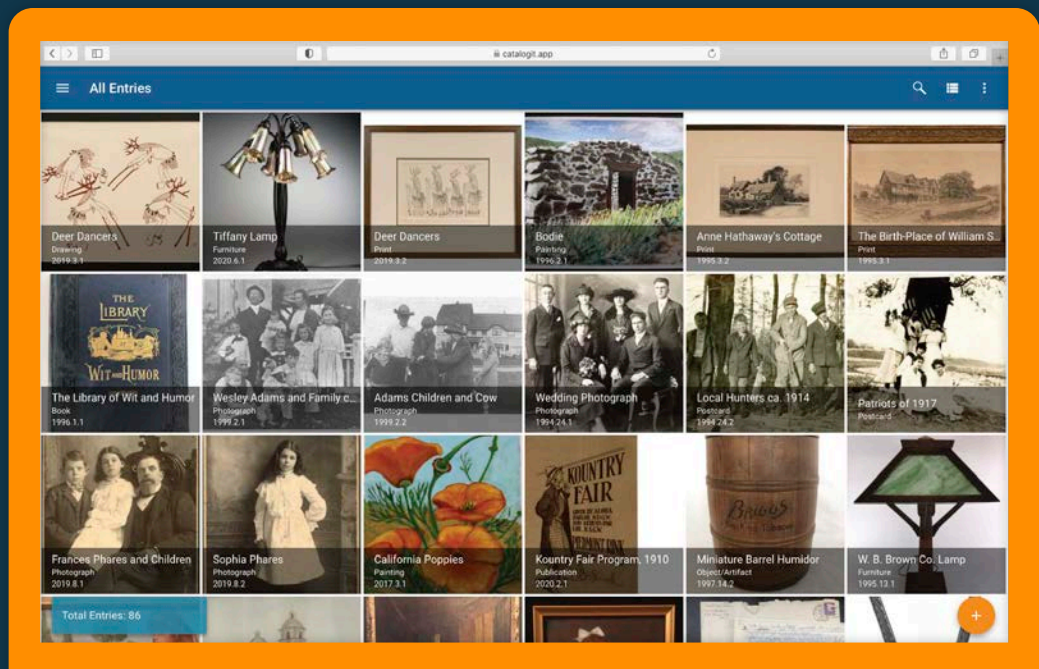 catalogit.app
All Entries
Deer Dancers
Drawing
2019.3.1
Tiffany Lamp
Furniture
2020.6.1
Deer Dancers
Print
2019.3.2
Bodie
Painting
1996.2.1
Anne Hathaway's Cottage
Print
1995.3.2
The Birth-Place of William S...
Print
1995.3.1
THE
LIBRARY
OF
WIT AND HUMOR
The Library of Wit and Humor
Book
1996.1.1
Wesley Adams and Family c...
Photograph
1999.2.1
Adams Children and Cow
Photograph
1999.2.2
Wedding Photograph
Photograph
1994.24.1
Local Hunters ca. 1914
Postcard
1994.24.2
Patriots of 1917
Postcard
Frances Phares and Children
Photograph
2019.8.1
Sophia Phares
Photograph
2019.8.2
California Poppies
Painting
2017.3.1
KOUNTRY
FAIR
Kountry Fair Program, 1910
Publication
2020.2.1
BRIGGS
Miniature Barrel Humidor
Object/Artifact
1997.14.2
W. B. Brown Co. Lamp
Furniture
1995.13.1
Total Entries: 86